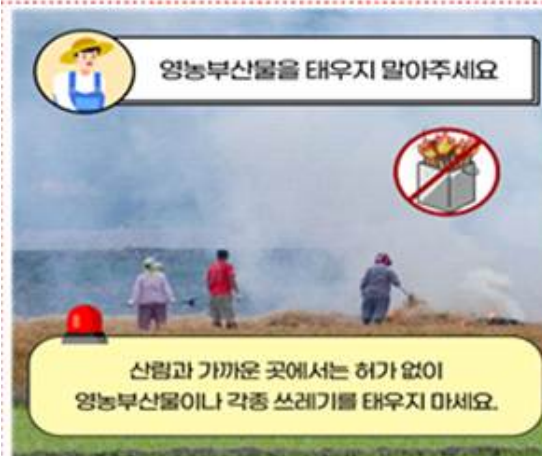 영농부산물을 태우지 말아주세요
산림과 가까운 곳에서는 허가 없이
영농부산물이나 각종 쓰레기를 태우지 마세요.